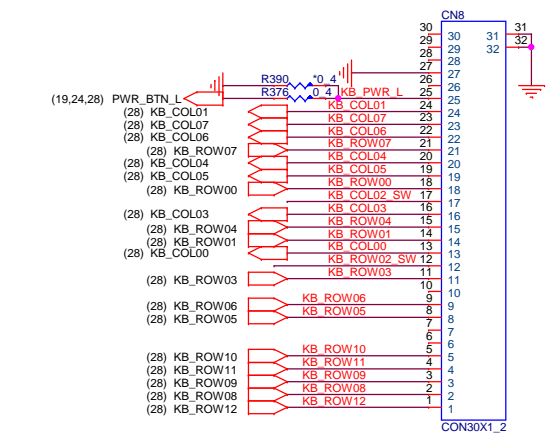 CN8
30 30 31 31
29 29 32 32
28 28
27 27
R390 *0_4 26 26
(19,24,28) PWR_BTN_L R376 0_4 KB_PWR_L 25 25
(28) KB_COL01 KB_COL01 24 24
(28) KB_COL07 KB_COL07 23 23
(28) KB_COL06 KB_COL06 22 22
(28) KB_ROW07 KB_ROW07 21 21
(28) KB_COL04 KB_COL04 20 20
(28) KB_COL05 KB_COL05 19 19
(28) KB_ROW00 KB_ROW00 18 18
KB_COL02_SW 17 17
(28) KB_COL03 KB_COL03 16 16
(28) KB_ROW04 KB_ROW04 15 15
(28) KB_ROW01 KB_ROW01 14 14
(28) KB_COL00 KB_COL00 13 13
KB_ROW02_SW 12 12
(28) KB_ROW03 KB_ROW03 11 11
10 10
(28) KB_ROW06 KB_ROW06 9 9
(28) KB_ROW05 KB_ROW05 8 8
7 7
6 6
(28) KB_ROW10 KB_ROW10 5 5
(28) KB_ROW11 KB_ROW11 4 4
(28) KB_ROW09 KB_ROW09 3 3
(28) KB_ROW08 KB_ROW08 2 2
(28) KB_ROW12 KB_ROW12 1 1
CON30X1_2